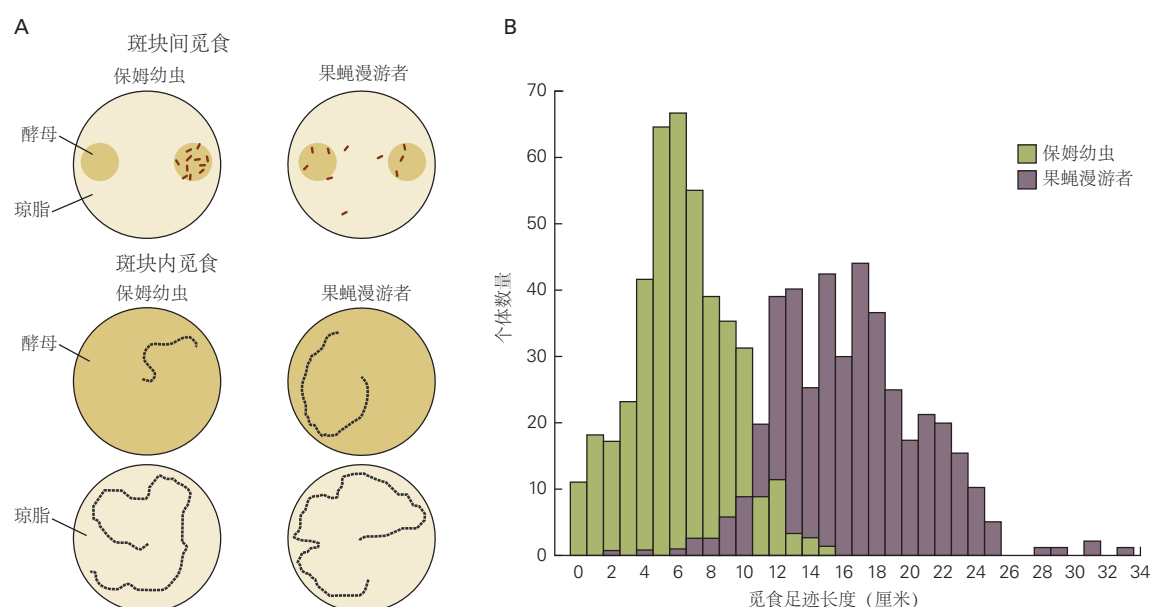 A
斑块间觅食
保姆幼虫
果蝇漫游者
酵母
琼脂
斑块内觅食
保姆幼虫
果蝇漫游者
酵母
琼脂
B
70
60
50
40
30
20
10
0
个体数量
保姆幼虫
果蝇漫游者
0 2 4 6 8 10 12 14 16 18 20 22 24 26 28 30 32 34
觅食足迹长度（厘米）